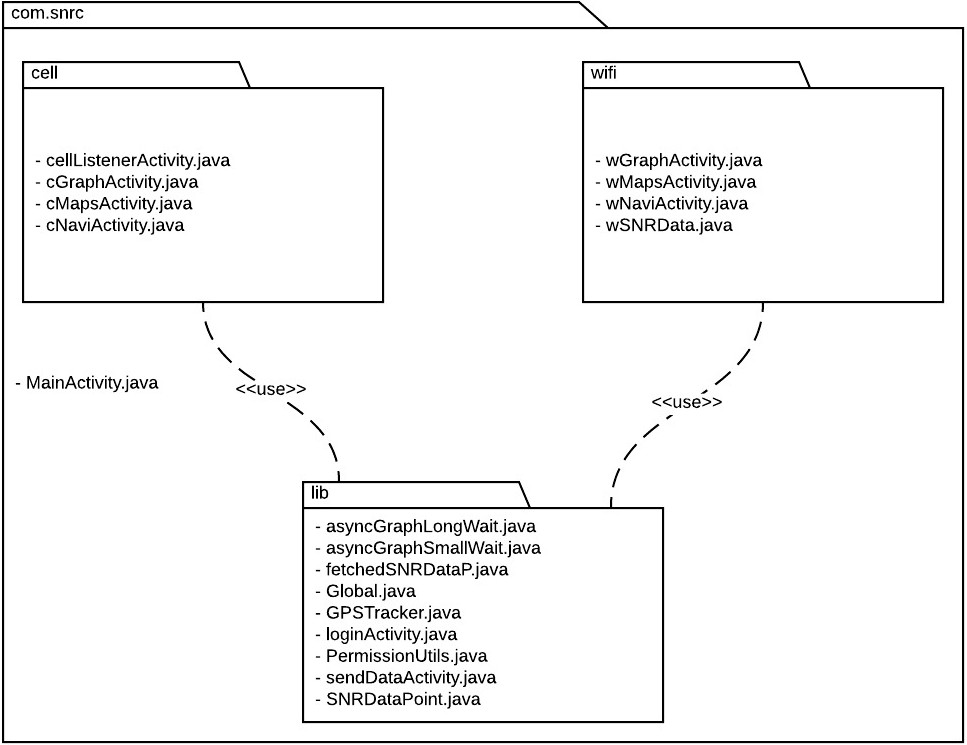 com.snrc
cell
- cellListenerActivity.java
- cGraphActivity.java
- cMapsActivity.java
- cNaviActivity.java
wifi
- wGraphActivity.java
- wMapsActivity.java
- wNaviActivity.java
- wSNRData.java
- MainActivity.java
<<use>>
<<use>>
lib
- asyncGraphLongWait.java
- asyncGraphSmallWait.java
- fetchedSNRDataP.java
- Global.java
- GPSTracker.java
- loginActivity.java
- PermissionUtils.java
- sendDataActivity.java
- SNRDataPoint.java